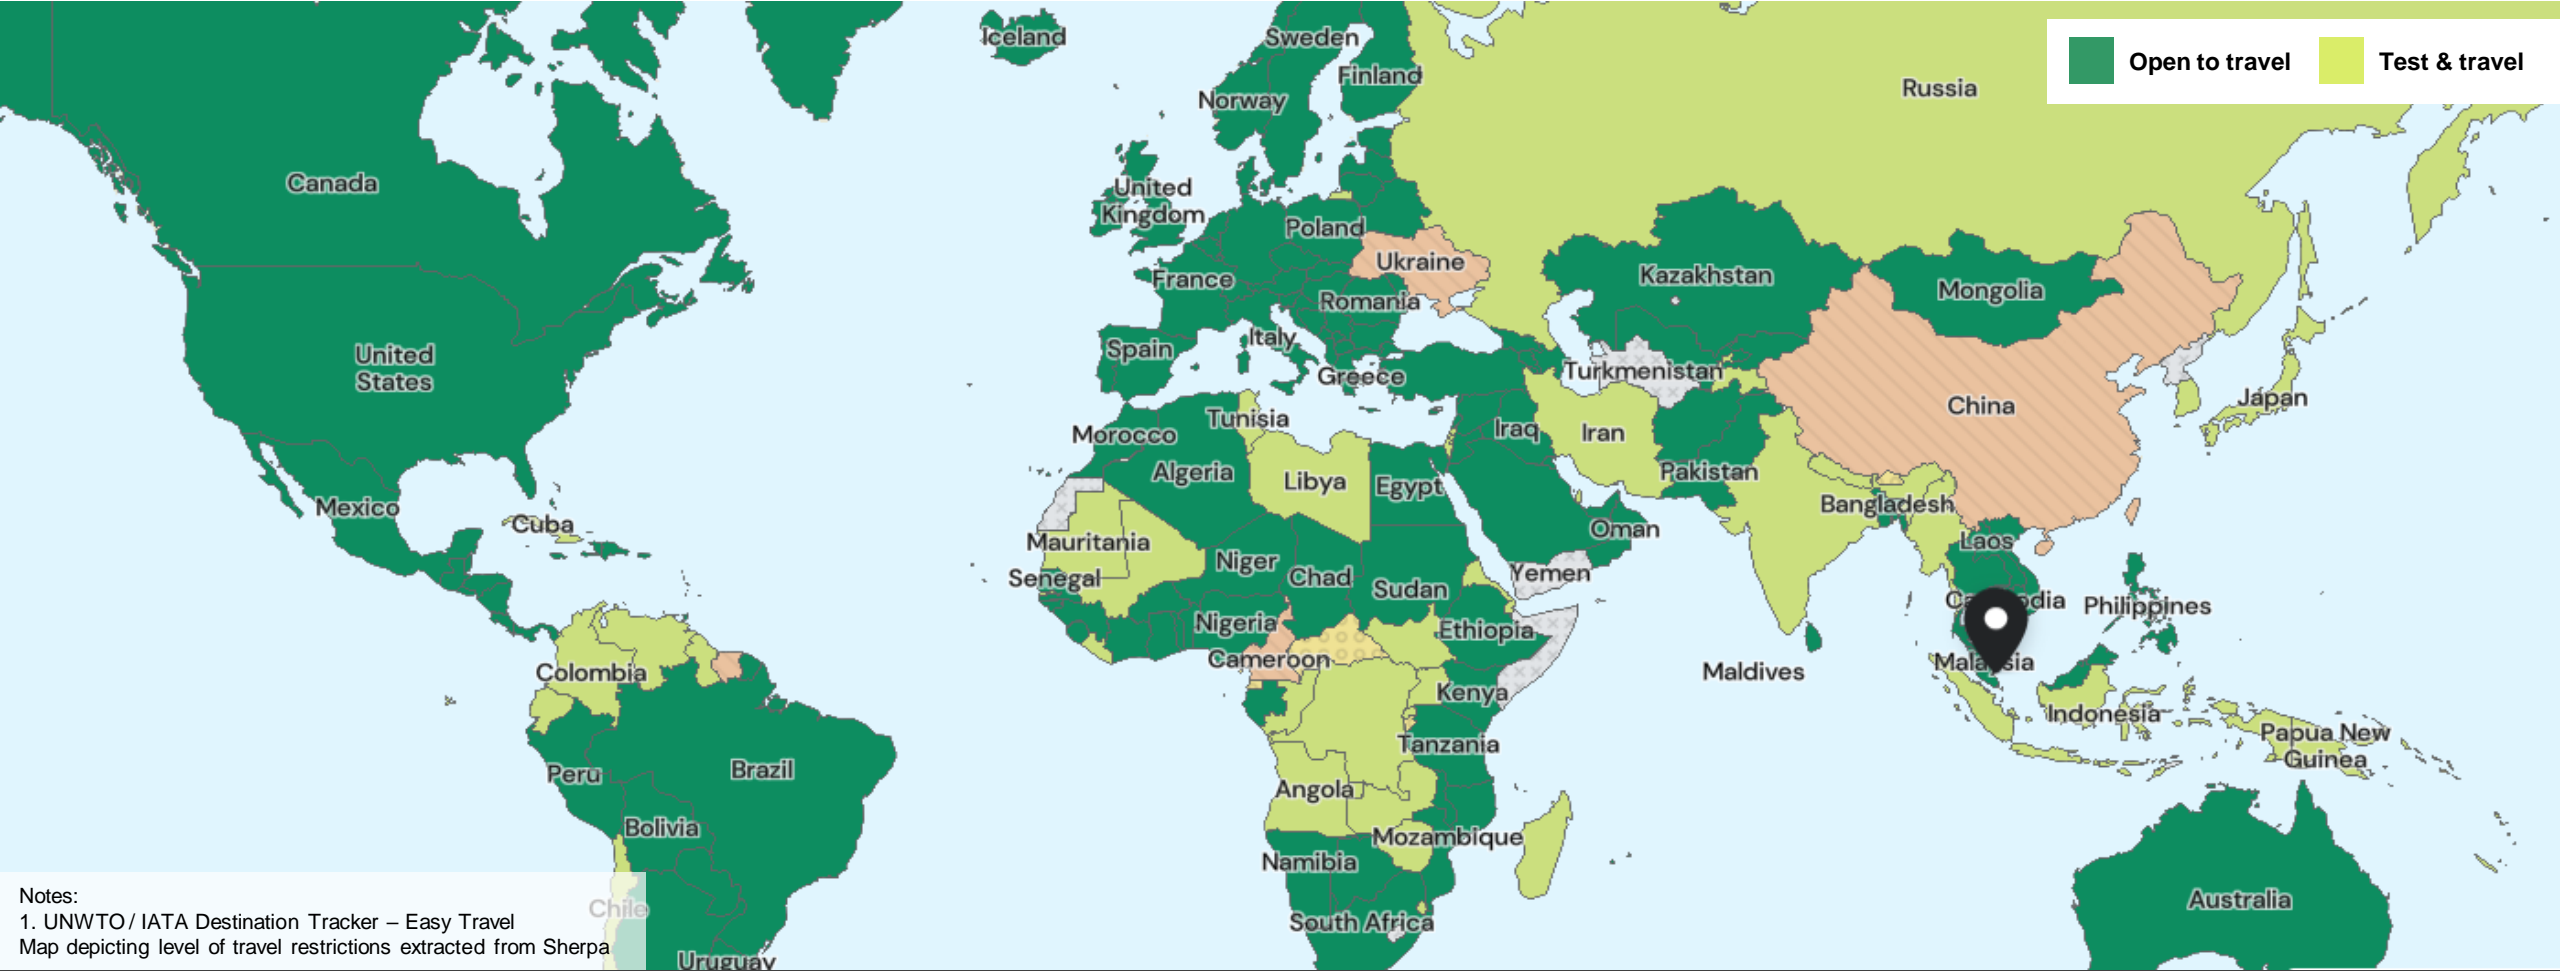 Open to travel
Test & travel
Iceland
Sweden
Finland
Norway
Russia
Canada
United
Kingdom
Poland
Ukraine
France
Romania
Kazakhstan
Mongolia
Italy
Spain
Greece
Turkmenistan
United
States
China
Japan
Tunisia
Morocco
Iraq
Iran
Algeria
Libya
Egypt
Pakistan
Bangladesh
Mexico
Cuba
Oman
Laos
Mauritania
Niger
Chad
Sudan
Yemen
Senegal
Philippines
Nigeria
Ethiopia
Cameroon
Colombia
Kenya
Maldives
Indonesia
Papua New
Guinea
Tanzania
Peru
Brazil
Angola
Bolivia
Mozambique
Namibia
South Africa
Australia
Chile
Uruguay
Notes:
1. UNWTO / IATA Destination Tracker – Easy Travel
Map depicting level of travel restrictions extracted from Sherpa